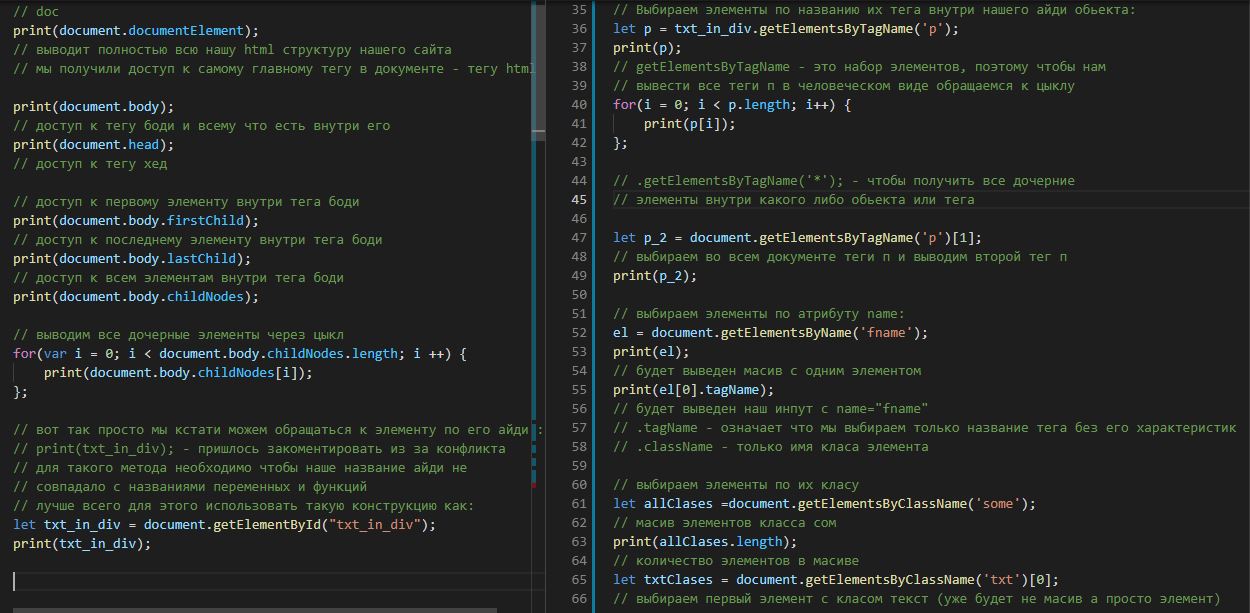 // doc
print(document.documentElement);
// выводит полностью всю нашу html структуру нашего сайта
// мы получили доступ к самому главному тегу в документе - тегу html
print(document.body);
// доступ к тегу боди и всему что есть внутри его
print(document.head);
// доступ к тегу хед
// доступ к первому элементу внутри тега боди
print(document.body.firstChild);
// доступ к последнему элементу внутри тега боди
print(document.body.lastChild);
// доступ к всем элементам внутри тега боди
print(document.body.childNodes);
// выводим все дочерные элементы через цыкл
for(var i = 0; i < document.body.childNodes.length; i ++) {
print(document.body.childNodes[i]);
};
// вот так просто мы кстати можем обращаться к элементу по его айди :
// print(txt_in_div); - пришлось закоментировать из за конфликта
// для такого метода необходимо чтобы наше название айди не
// совпадало с названиями переменных и функций
// лучше всего для этого использовать такую конструкцию как:
let txt_in_div = document.getElementById("txt_in_div");
print(txt_in_div);
35 // Выбираем элементы по названию их тега внутри нашего айди обьекта:
36 let p = txt_in_div.getElementsByTagName('p');
37 print(p);
38 // getElementsByTagName - это набор элементов, поэтому чтобы нам
39 // вывести все теги п в человеческом виде обращаемся к цыклу
40 for(i = 0; i < p.length; i++) {
41 print(p[i]);
42 };
43
44 // .getElementsByTagName('*'); - чтобы получить все дочерние
45 // элементы внутри какого либо обьекта или тега
46
47 let p_2 = document.getElementsByTagName('p')[1];
48 // выбираем во всем документе теги п и выводим второй тег п
49 print(p_2);
50
51 // выбираем элементы по атрибуту name:
52 el = document.getElementsByName('fname');
53 print(el);
54 // будет выведен масив с одним элементом
55 print(el[0].tagName);
56 // будет выведен наш инпут с name="fname"
57 // .tagName - означает что мы выбираем только название тега без его характеристик
58 // .className - только имя класа элемента
59
60 // выбираем элементы по их класу
61 let allClases =document.getElementsByClassName('some');
62 // масив элементов класса сом
63 print(allClases.length);
64 // количество элементов в масиве
65 let txtClases = document.getElementsByClassName('txt')[0];
66 // выбираем первый элемент с класом текст (уже будет не масив а просто элемент)